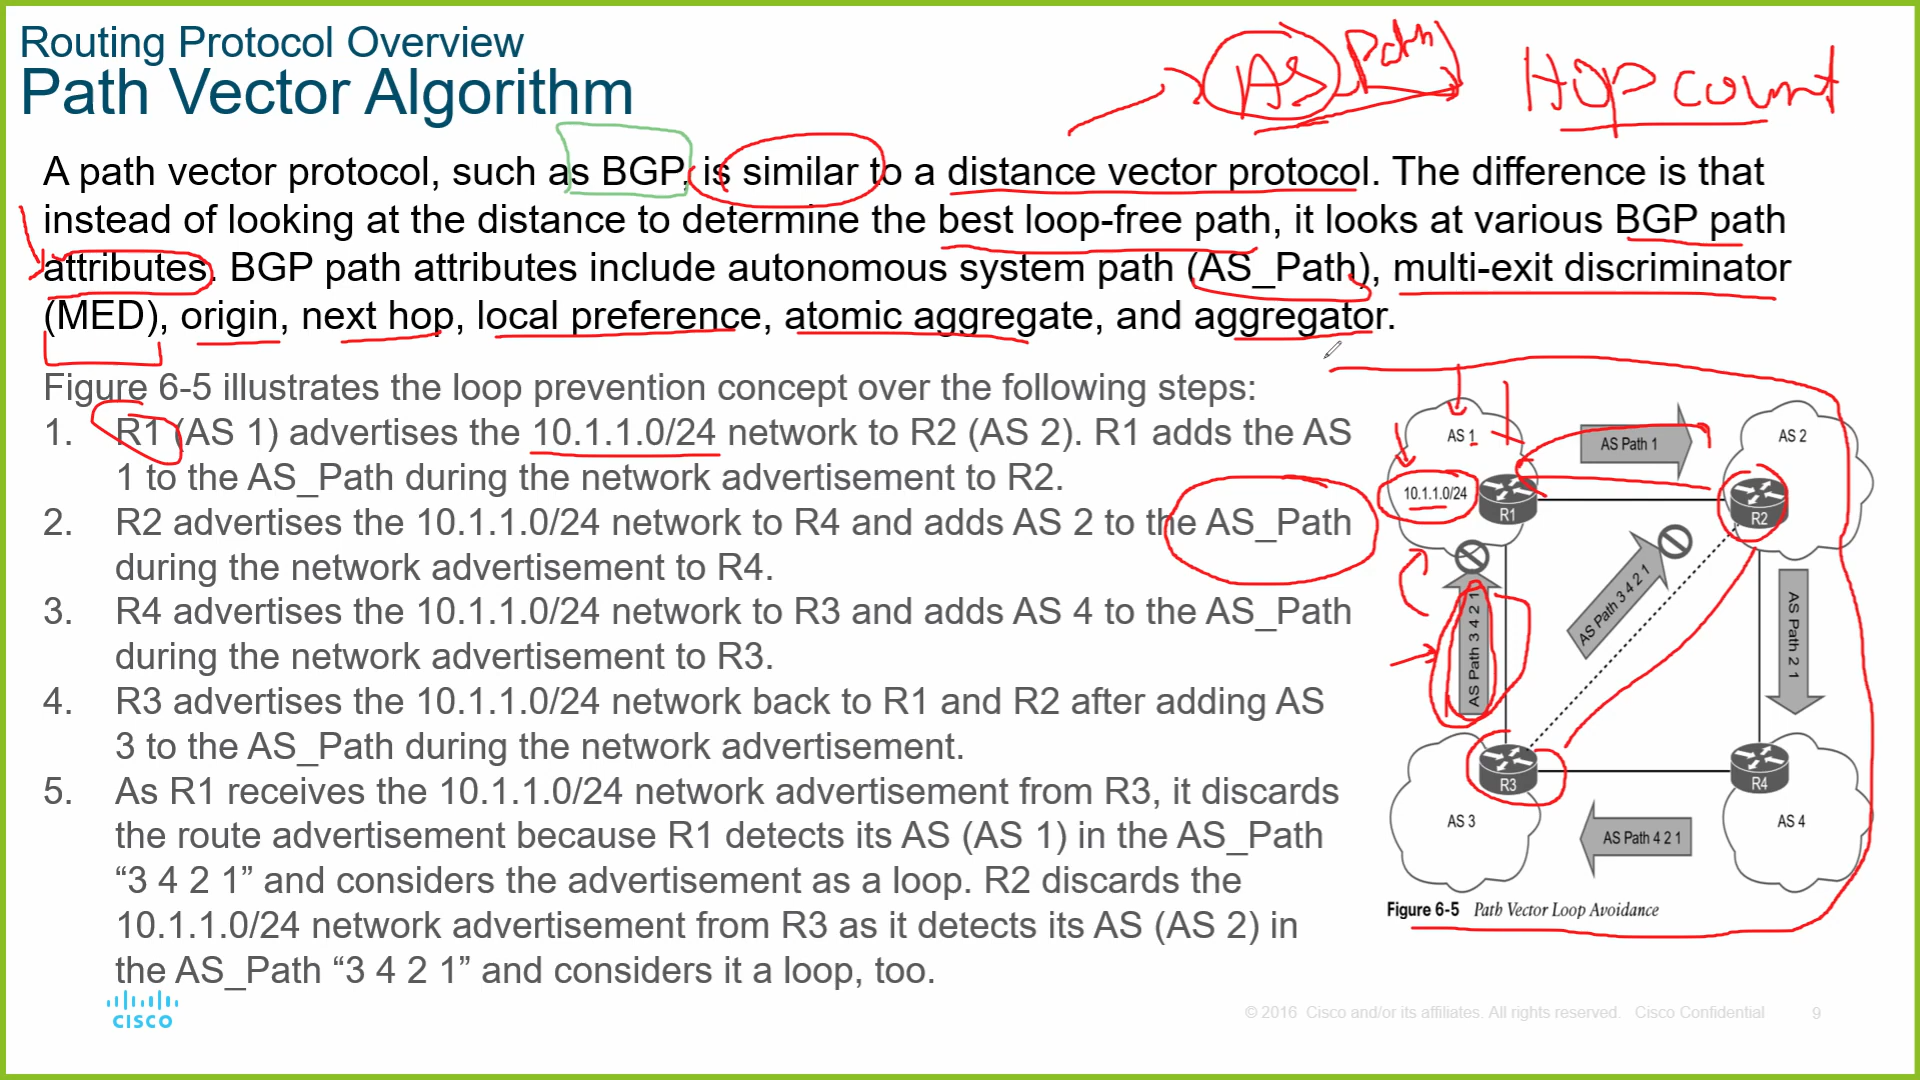 Routing Protocol Overview
Path Vector Algorithm
AS Path
HOP count
A path vector protocol, such as BGP, is similar to a distance vector protocol. The difference is that
instead of looking at the distance to determine the best loop-free path, it looks at various BGP path
attributes. BGP path attributes include autonomous system path (AS_Path), multi-exit discriminator
(MED), origin, next hop, local preference, atomic aggregate, and aggregator.
Figure 6-5 illustrates the loop prevention concept over the following steps:
1. R1 (AS 1) advertises the 10.1.1.0/24 network to R2 (AS 2). R1 adds the AS
1 to the AS_Path during the network advertisement to R2.
2. R2 advertises the 10.1.1.0/24 network to R4 and adds AS 2 to the AS_Path
during the network advertisement to R4.
3. R4 advertises the 10.1.1.0/24 network to R3 and adds AS 4 to the AS_Path
during the network advertisement to R3.
4. R3 advertises the 10.1.1.0/24 network back to R1 and R2 after adding AS
3 to the AS_Path during the network advertisement.
5. As R1 receives the 10.1.1.0/24 network advertisement from R3, it discards
the route advertisement because R1 detects its AS (AS 1) in the AS_Path
“3 4 2 1” and considers the advertisement as a loop. R2 discards the
10.1.1.0/24 network advertisement from R3 as it detects its AS (AS 2) in
the AS_Path “3 4 2 1” and considers it a loop, too.
AS 1
AS Path 1
AS 2
10.1.1.0/24
R1
R2
AS Path 3 4 2 1
AS Path 3 4 2 1
AS Path 2 1
R3
R4
AS 3
AS Path 4 2 1
AS 4
Figure 6-5 Path Vector Loop Avoidance
CISCO
© 2016 Cisco and/or its affiliates. All rights reserved. Cisco Confidential
9